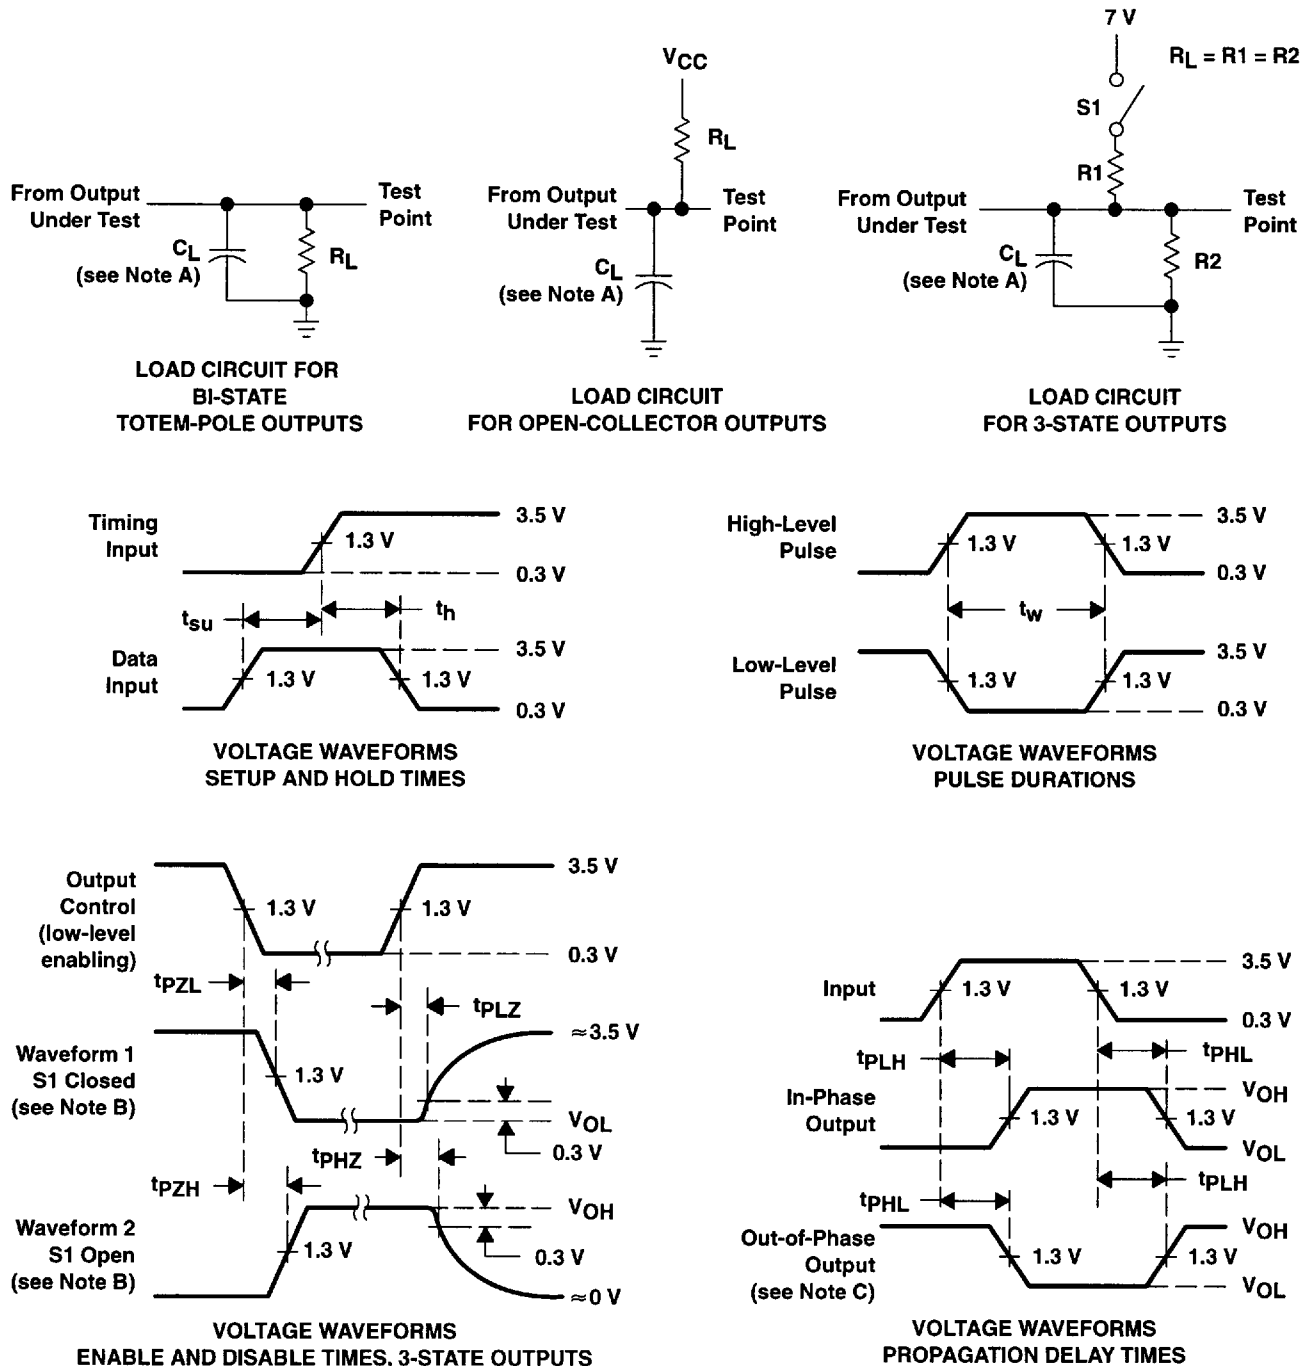 7 V
RL = R1 = R2
S1
R1
From Output
Under Test
Test
Point
CL
(see Note A)
R2
LOAD CIRCUIT
FOR 3-STATE OUTPUTS
VCC
RL
From Output
Under Test
Test
Point
CL
(see Note A)
LOAD CIRCUIT
FOR OPEN-COLLECTOR OUTPUTS
From Output
Under Test
Test
Point
CL
(see Note A)
RL
LOAD CIRCUIT FOR
BI-STATE
TOTEM-POLE OUTPUTS
Timing
Input
1.3 V
3.5 V
0.3 V
tsu
th
Data
Input
1.3 V
1.3 V
3.5 V
0.3 V
VOLTAGE WAVEFORMS
SETUP AND HOLD TIMES
High-Level
Pulse
1.3 V
1.3 V
3.5 V
0.3 V
tw
Low-Level
Pulse
1.3 V
1.3 V
3.5 V
0.3 V
VOLTAGE WAVEFORMS
PULSE DURATIONS
Output
Control
(low-level
enabling)
1.3 V
1.3 V
3.5 V
0.3 V
tPZL
tPLZ
Waveform 1
S1 Closed
(see Note B)
1.3 V
≈3.5 V
VOL
0.3 V
tPHZ
tPZH
Waveform 2
S1 Open
(see Note B)
1.3 V
VOH
0.3 V
≈0 V
VOLTAGE WAVEFORMS
ENABLE AND DISABLE TIMES, 3-STATE OUTPUTS
Input
1.3 V
1.3 V
3.5 V
0.3 V
tPLH
tPHL
In-Phase
Output
1.3 V
1.3 V
VOH
VOL
tPHL
tPLH
Out-of-Phase
Output
(see Note C)
1.3 V
1.3 V
VOH
VOL
VOLTAGE WAVEFORMS
PROPAGATION DELAY TIMES